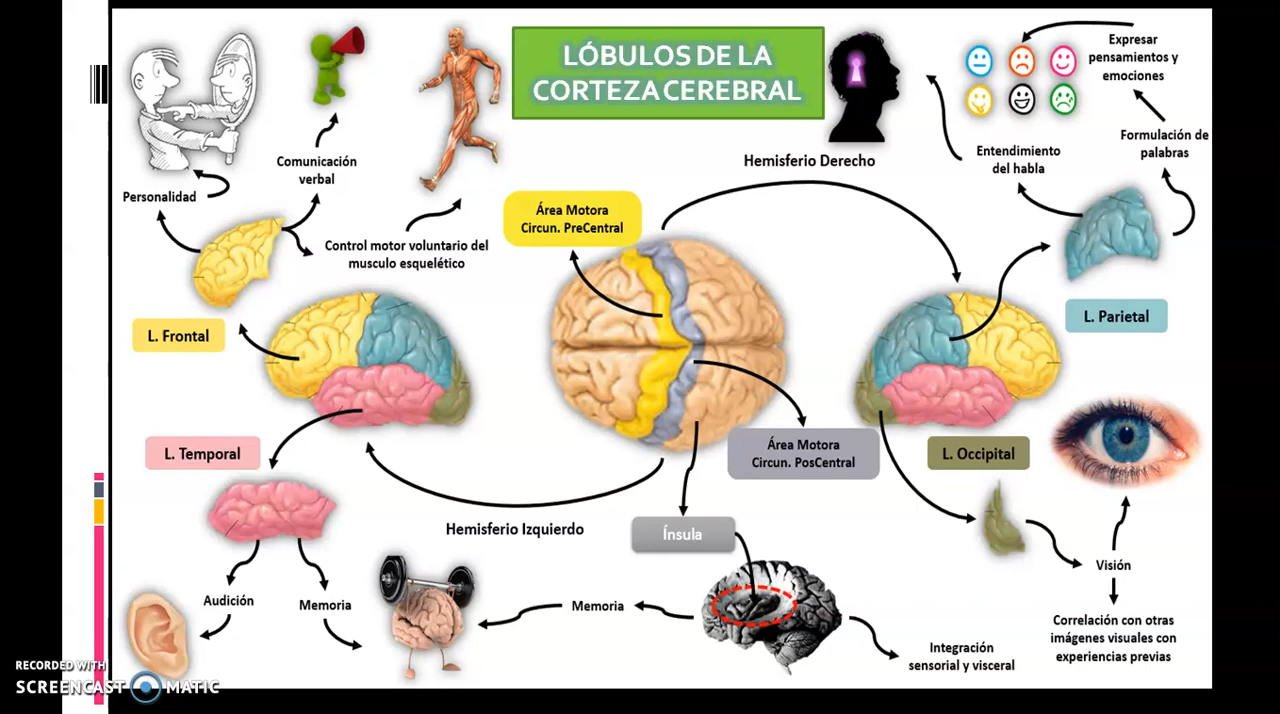 LÓBULOS DE LA
CORTEZA CEREBRAL
Personalidad
Comunicación
verbal
Control motor voluntario del
musculo esquelético
L. Frontal
L. Temporal
Audición
Memoria
Área Motora
Circun. PreCentral
Hemisferio Derecho
Área Motora
Circun. PosCentral
Hemisferio Izquierdo
Ínsula
Memoria
Integración
sensorial y visceral
Expresar
pensamientos y
emociones
Formulación de
palabras
Entendimiento
del habla
L. Parietal
L. Occipital
Visión
Correlación con otras
imágenes visuales con
experiencias previas
RECORDED WITH
SCREENCAST MATIC